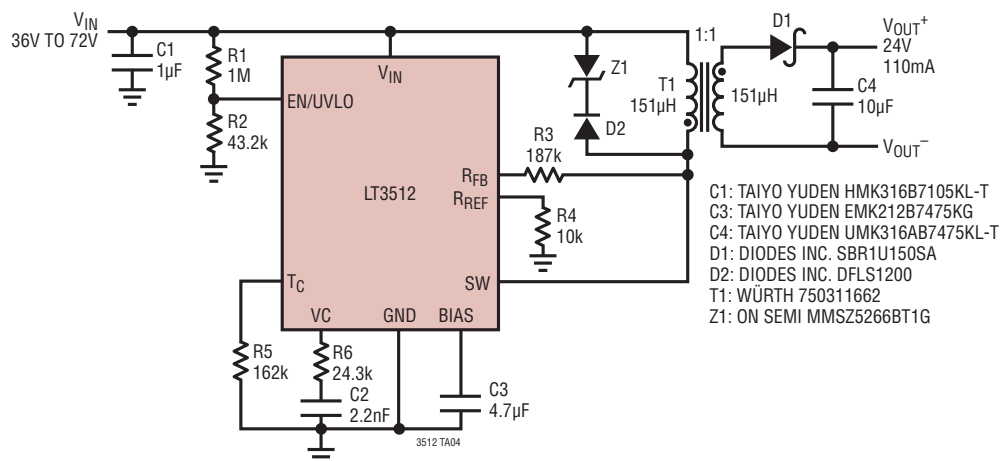 VIN
36V TO 72V
C1
1µF
R1
1M
R2
43.2k
VIN
EN/UVLO
LT3512
RFB
RREF
SW
TC
VC
GND
BIAS
Z1
D2
R3
187k
R4
10k
1:1
T1
151µH
151µH
D1
VOUT+
24V
110mA
C4
10µF
VOUT–
R5
162k
R6
24.3k
C2
2.2nF
C3
4.7µF
3512 TA04
C1: TAIYO YUDEN HMK316B7105KL-T
C3: TAIYO YUDEN EMK212B7475KG
C4: TAIYO YUDEN UMK316AB7475KL-T
D1: DIODES INC. SBR1U150SA
D2: DIODES INC. DFLS1200
T1: WÜRTH 750311662
Z1: ON SEMI MMSZ5266BT1G